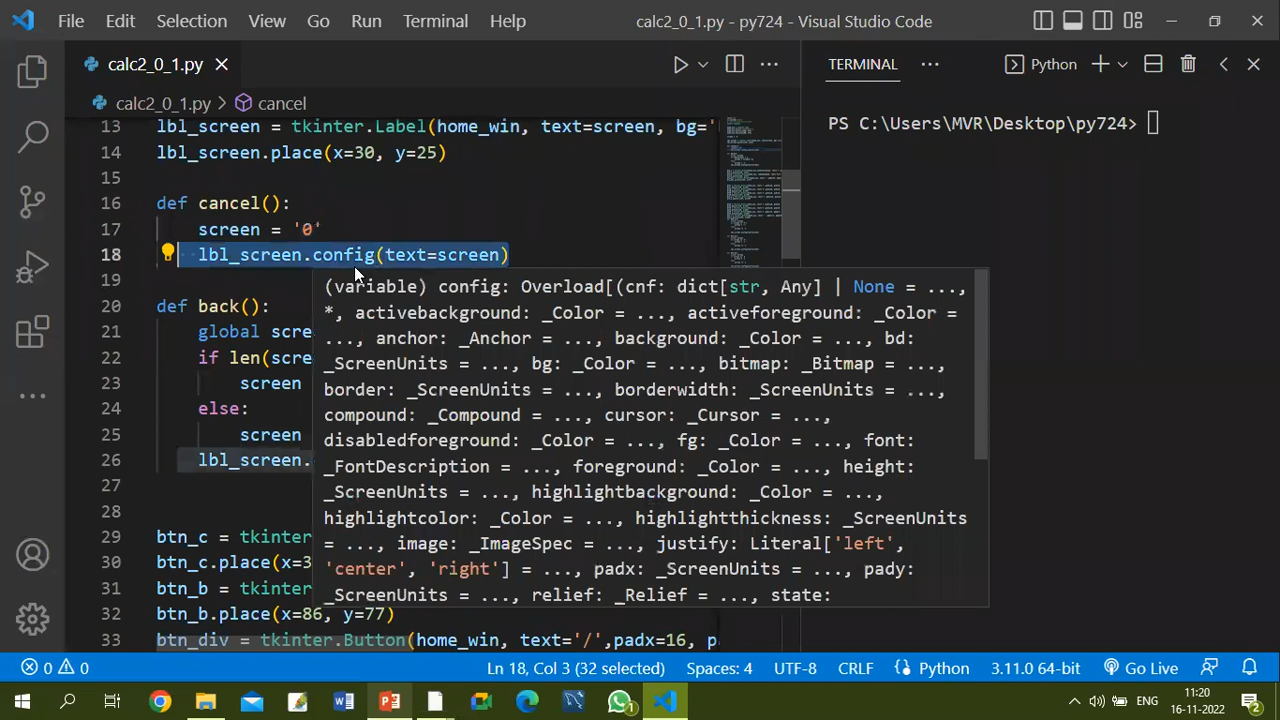 File Edit Selection View Go Run Terminal Help calc2_0_1.py - py724 - Visual Studio Code
calc2_0_1.py
TERMINAL Python
calc2_0_1.py > cancel
PS C:\Users\MVR\Desktop\py724>
13 lbl_screen = tkinter.Label(home_win, text=screen, bg='
14 lbl_screen.place(x=30, y=25)
15
16 def cancel():
17 screen = '0'
18 lbl_screen.config(text=screen)
19
20 def back():
21 global scre
22 if len(scre
23 screen
24 else:
25 screen
26 lbl_screen.
27
28
29 btn_c = tkinter
30 btn_c.place(x=3
31 btn_b = tkinter
32 btn_b.place(x=86, y=77)
33 btn_div = tkinter.Button(home_win, text='/',padx=16, p
(variable) config: Overload[(cnf: dict[str, Any] | None = ...,
*, activebackground: _Color = ..., activeforeground: _Color =
..., anchor: _Anchor = ..., background: _Color = ..., bd:
_ScreenUnits = ..., bg: _Color = ..., bitmap: _Bitmap = ...,
border: _ScreenUnits = ..., borderwidth: _ScreenUnits = ...,
compound: _Compound = ..., cursor: _Cursor = ...,
disabledforeground: _Color = ..., fg: _Color = ..., font:
_FontDescription = ..., foreground: _Color = ..., height:
_ScreenUnits = ..., highlightbackground: _Color = ...,
highlightcolor: _Color = ..., highlightthickness: _ScreenUnits
= ..., image: _ImageSpec = ..., justify: Literal['left',
'center', 'right'] = ..., padx: _ScreenUnits = ..., pady:
_ScreenUnits = ..., relief: _Relief = ..., state:
0 0 Ln 18, Col 3 (32 selected) Spaces: 4 UTF-8 CRLF Python 3.11.0 64-bit Go Live
1 ENG 11:20
16-11-2022 2